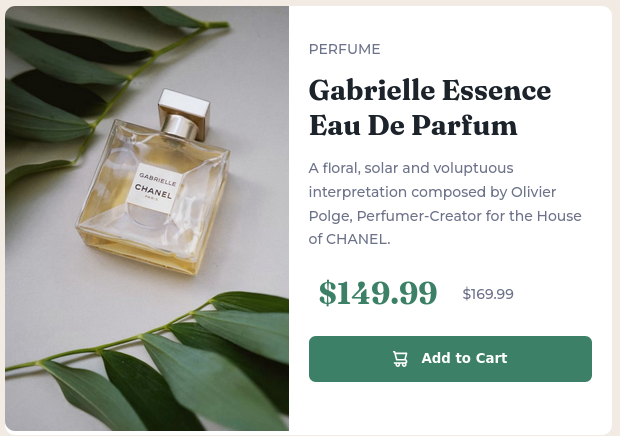 GABRIELLE
CHANEL
PARIS
PERFUME
Gabrielle Essence
Eau De Parfum
A floral, solar and voluptuous
interpretation composed by Olivier
Polge, Perfumer-Creator for the House
of CHANEL.
$149.99 $169.99
Add to Cart